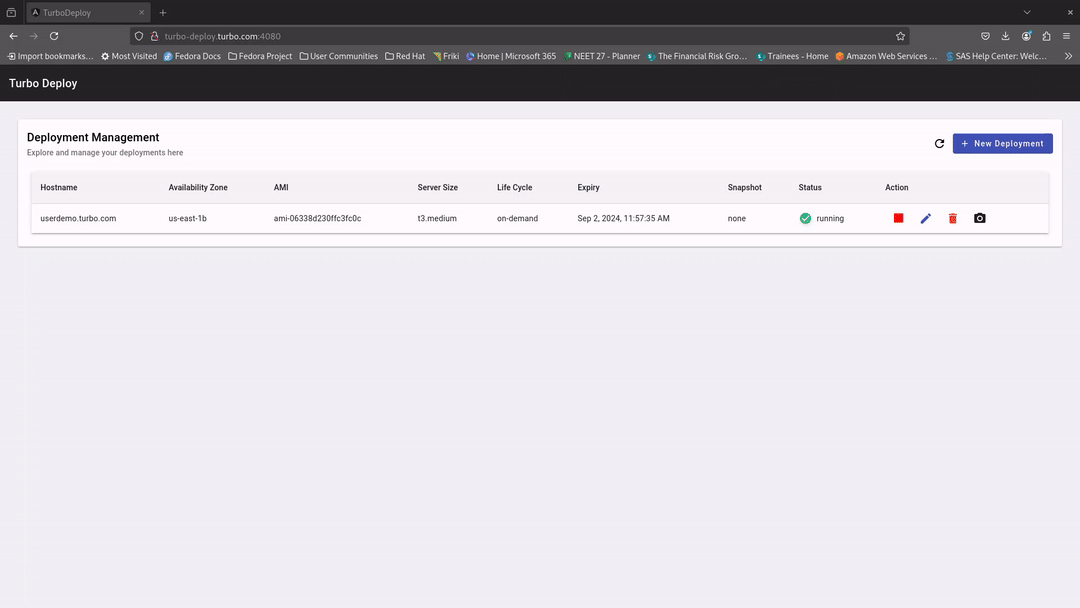 TurboDeploy
turbo-deploy.turbo.com:4080
Import bookmarks... Most Visited Fedora Docs Fedora Project User Communities Red Hat Friki Home | Microsoft 365 NEET 27 - Planner The Financial Risk Gro... Trainees - Home Amazon Web Services ... SAS Help Center: Welc...
Turbo Deploy
Deployment Management
Explore and manage your deployments here
+ New Deployment
Hostname Availability Zone AMI Server Size Life Cycle Expiry Snapshot Status Action
userdemo.turbo.com us-east-1b ami-06338d230ffc3fc0c t3.medium on-demand Sep 2, 2024, 11:57:35 AM none running